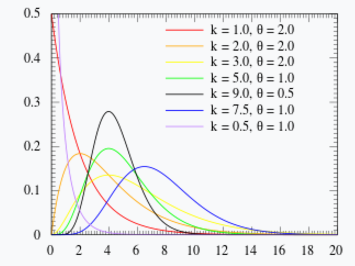 0.5
0.4
0.3
0.2
0.1
0
0 2 4 6 8 10 12 14 16 18 20
k = 1.0, θ = 2.0
k = 2.0, θ = 2.0
k = 3.0, θ = 2.0
k = 5.0, θ = 1.0
k = 9.0, θ = 0.5
k = 7.5, θ = 1.0
k = 0.5, θ = 1.0